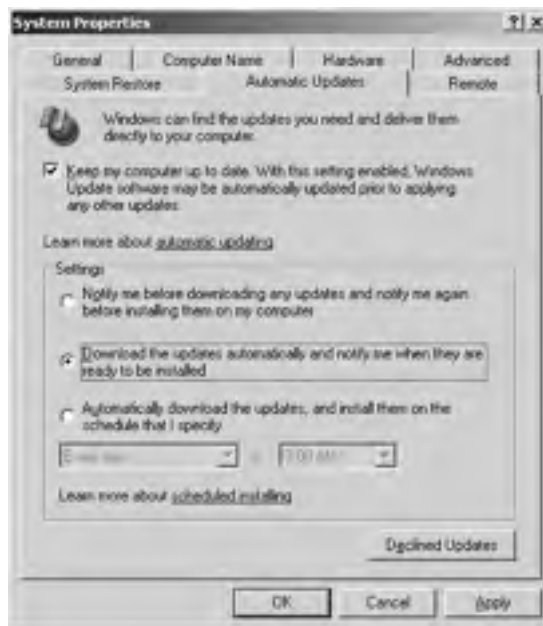 System Properties
General Computer Name Hardware Advanced
System Restore Automatic Updates Remote
Windows can find the updates you need and deliver them
directly to your computer.
Keep my computer up to date. With this setting enabled, Windows
Update software may be automatically updated prior to applying
any other updates.
Learn more about automatic updating
Settings
Notify me before downloading any updates and notify me again
before installing them on my computer
Download the updates automatically and notify me when they are
ready to be installed
Automatically download the updates, and install them on the
schedule that I specify
3:00 AM
Learn more about scheduled installing
Declined Updates
OK Cancel Apply